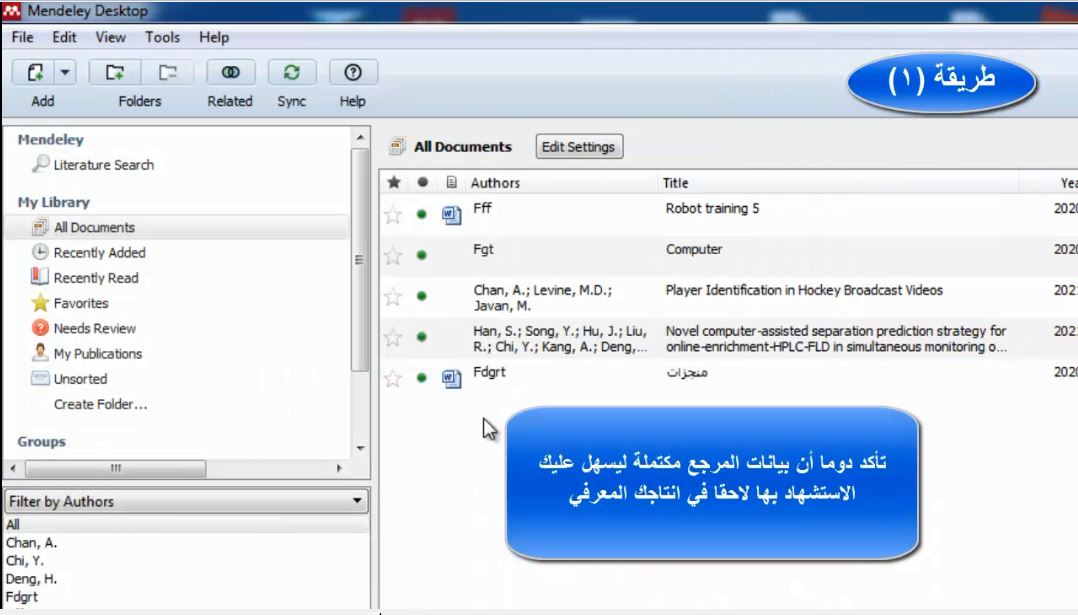 Mendeley Desktop
File Edit View Tools Help
Add Folders Related Sync Help
طريقة (١)
Mendeley
Literature Search
My Library
All Documents
Recently Added
Recently Read
Favorites
Needs Review
My Publications
Unsorted
Create Folder...
Groups
Filter by Authors
All
Chan, A.
Chi, Y.
Deng, H.
Fdgrt
All Documents Edit Settings
Authors Title Yea
Fff Robot training 5 2020
Fgt Computer 2020
Chan, A.; Levine, M.D.; Player Identification in Hockey Broadcast Videos 202
Javan, M.
Han, S.; Song, Y.; Hu, J.; Liu, Novel computer-assisted separation prediction strategy for 202
R.; Chi, Y.; Kang, A.; Deng,... online-enrichment-HPLC-FLD in simultaneous monitoring o...
Fdgrt منجزات 2020
تأكد دوما أن بيانات المرجع مكتملة ليسهل عليك
الاستشهاد بها لاحقا في انتاجك المعرفي